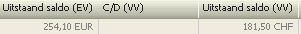 Uitstaand saldo (EV) C/D (VV) Uitstaand saldo (VV)
254,10 EUR 181,50 CHF